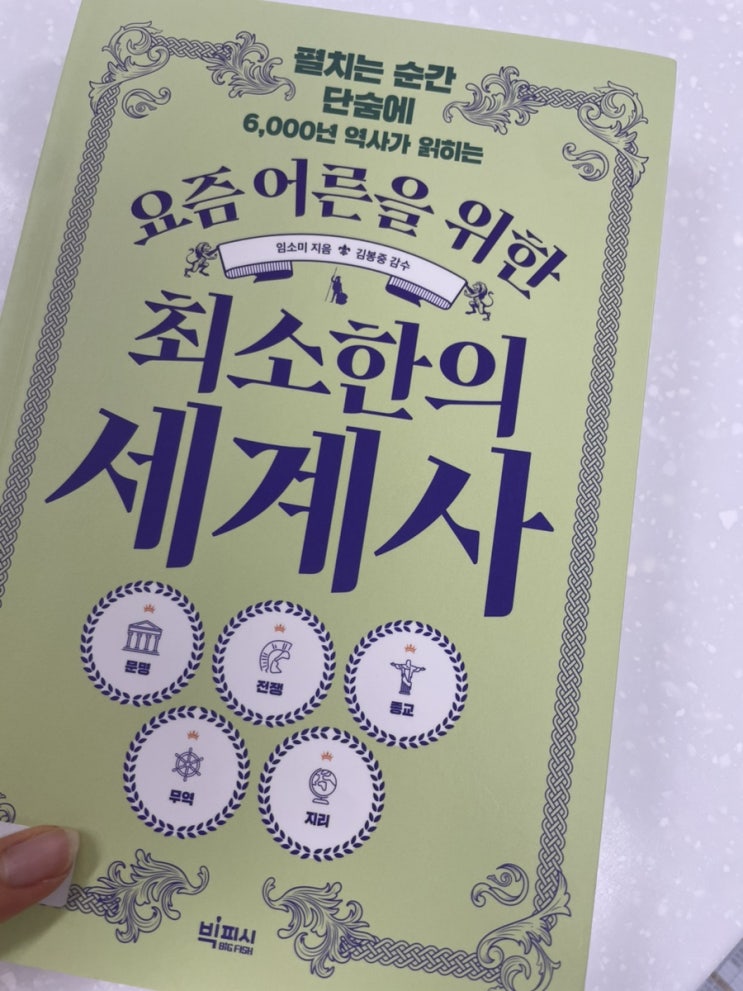 펼치는 순간
단숨에
6,000년 역사가 읽히는
요즘 어른을 위한
임소미 지음 김봉중 감수
최소한의
세계사
문명
전쟁
종교
무역
지리
빅피시
BIG FISH